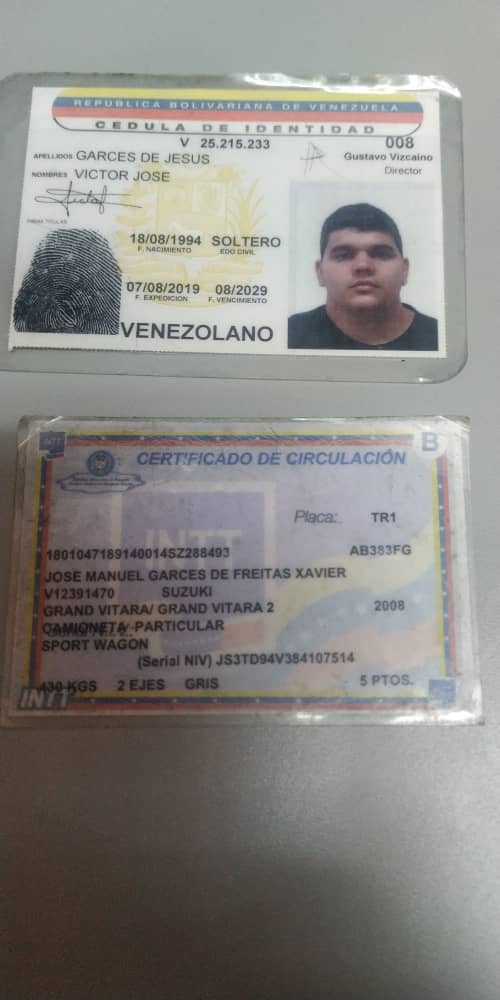 REPUBLICA BOLIVARIANA DE VENEZUELA
CEDULA DE IDENTIDAD
V 25.215.233 008
APELLIDOS GARCES DE JESUS Gustavo Vizcaino
Director
NOMBRES VICTOR JOSE
FIRMA TITULAR
18/08/1994 SOLTERO
F. NACIMIENTO EDO CIVIL
07/08/2019 08/2029
F. EXPEDICION F. VENCIMIENTO
VENEZOLANO
INTT B
CERTIFICADO DE CIRCULACIÓN
INTT
Placa: TR1
1801047189140014SZ288493 AB383FG
JOSE MANUEL GARCES DE FREITAS XAVIER
V12391470 SUZUKI
GRAND VITARA/ GRAND VITARA 2 2008
CAMIONETA-PARTICULAR
SPORT WAGON
(Serial NIV) JS3TD94V384107514
430 KGS 2 EJES GRIS 5 PTOS.
INTT